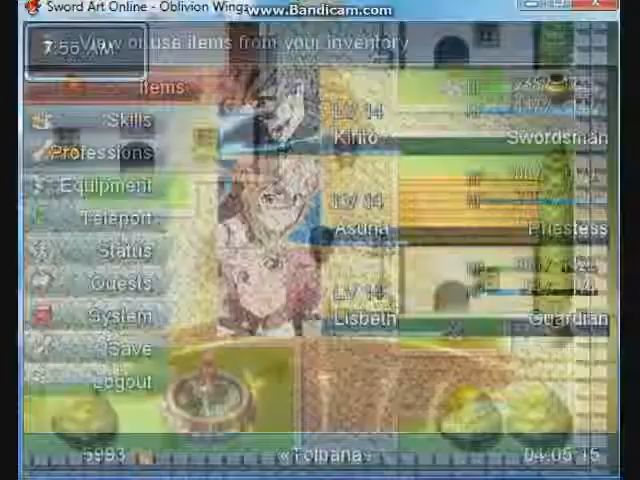 Sword Art Online - Oblivion Wings
www.Bandicam.com
View or use items from your inventory
7:56 AM
Items
Skills
Professions
Equipment
Teleport
Status
Quests
System
Save
Logout
LV 14
Kirito
Swordsman
LV 14
Asuna
Priestess
Lisbeth
Guardian
5993
«Tolbana»
04:05:15